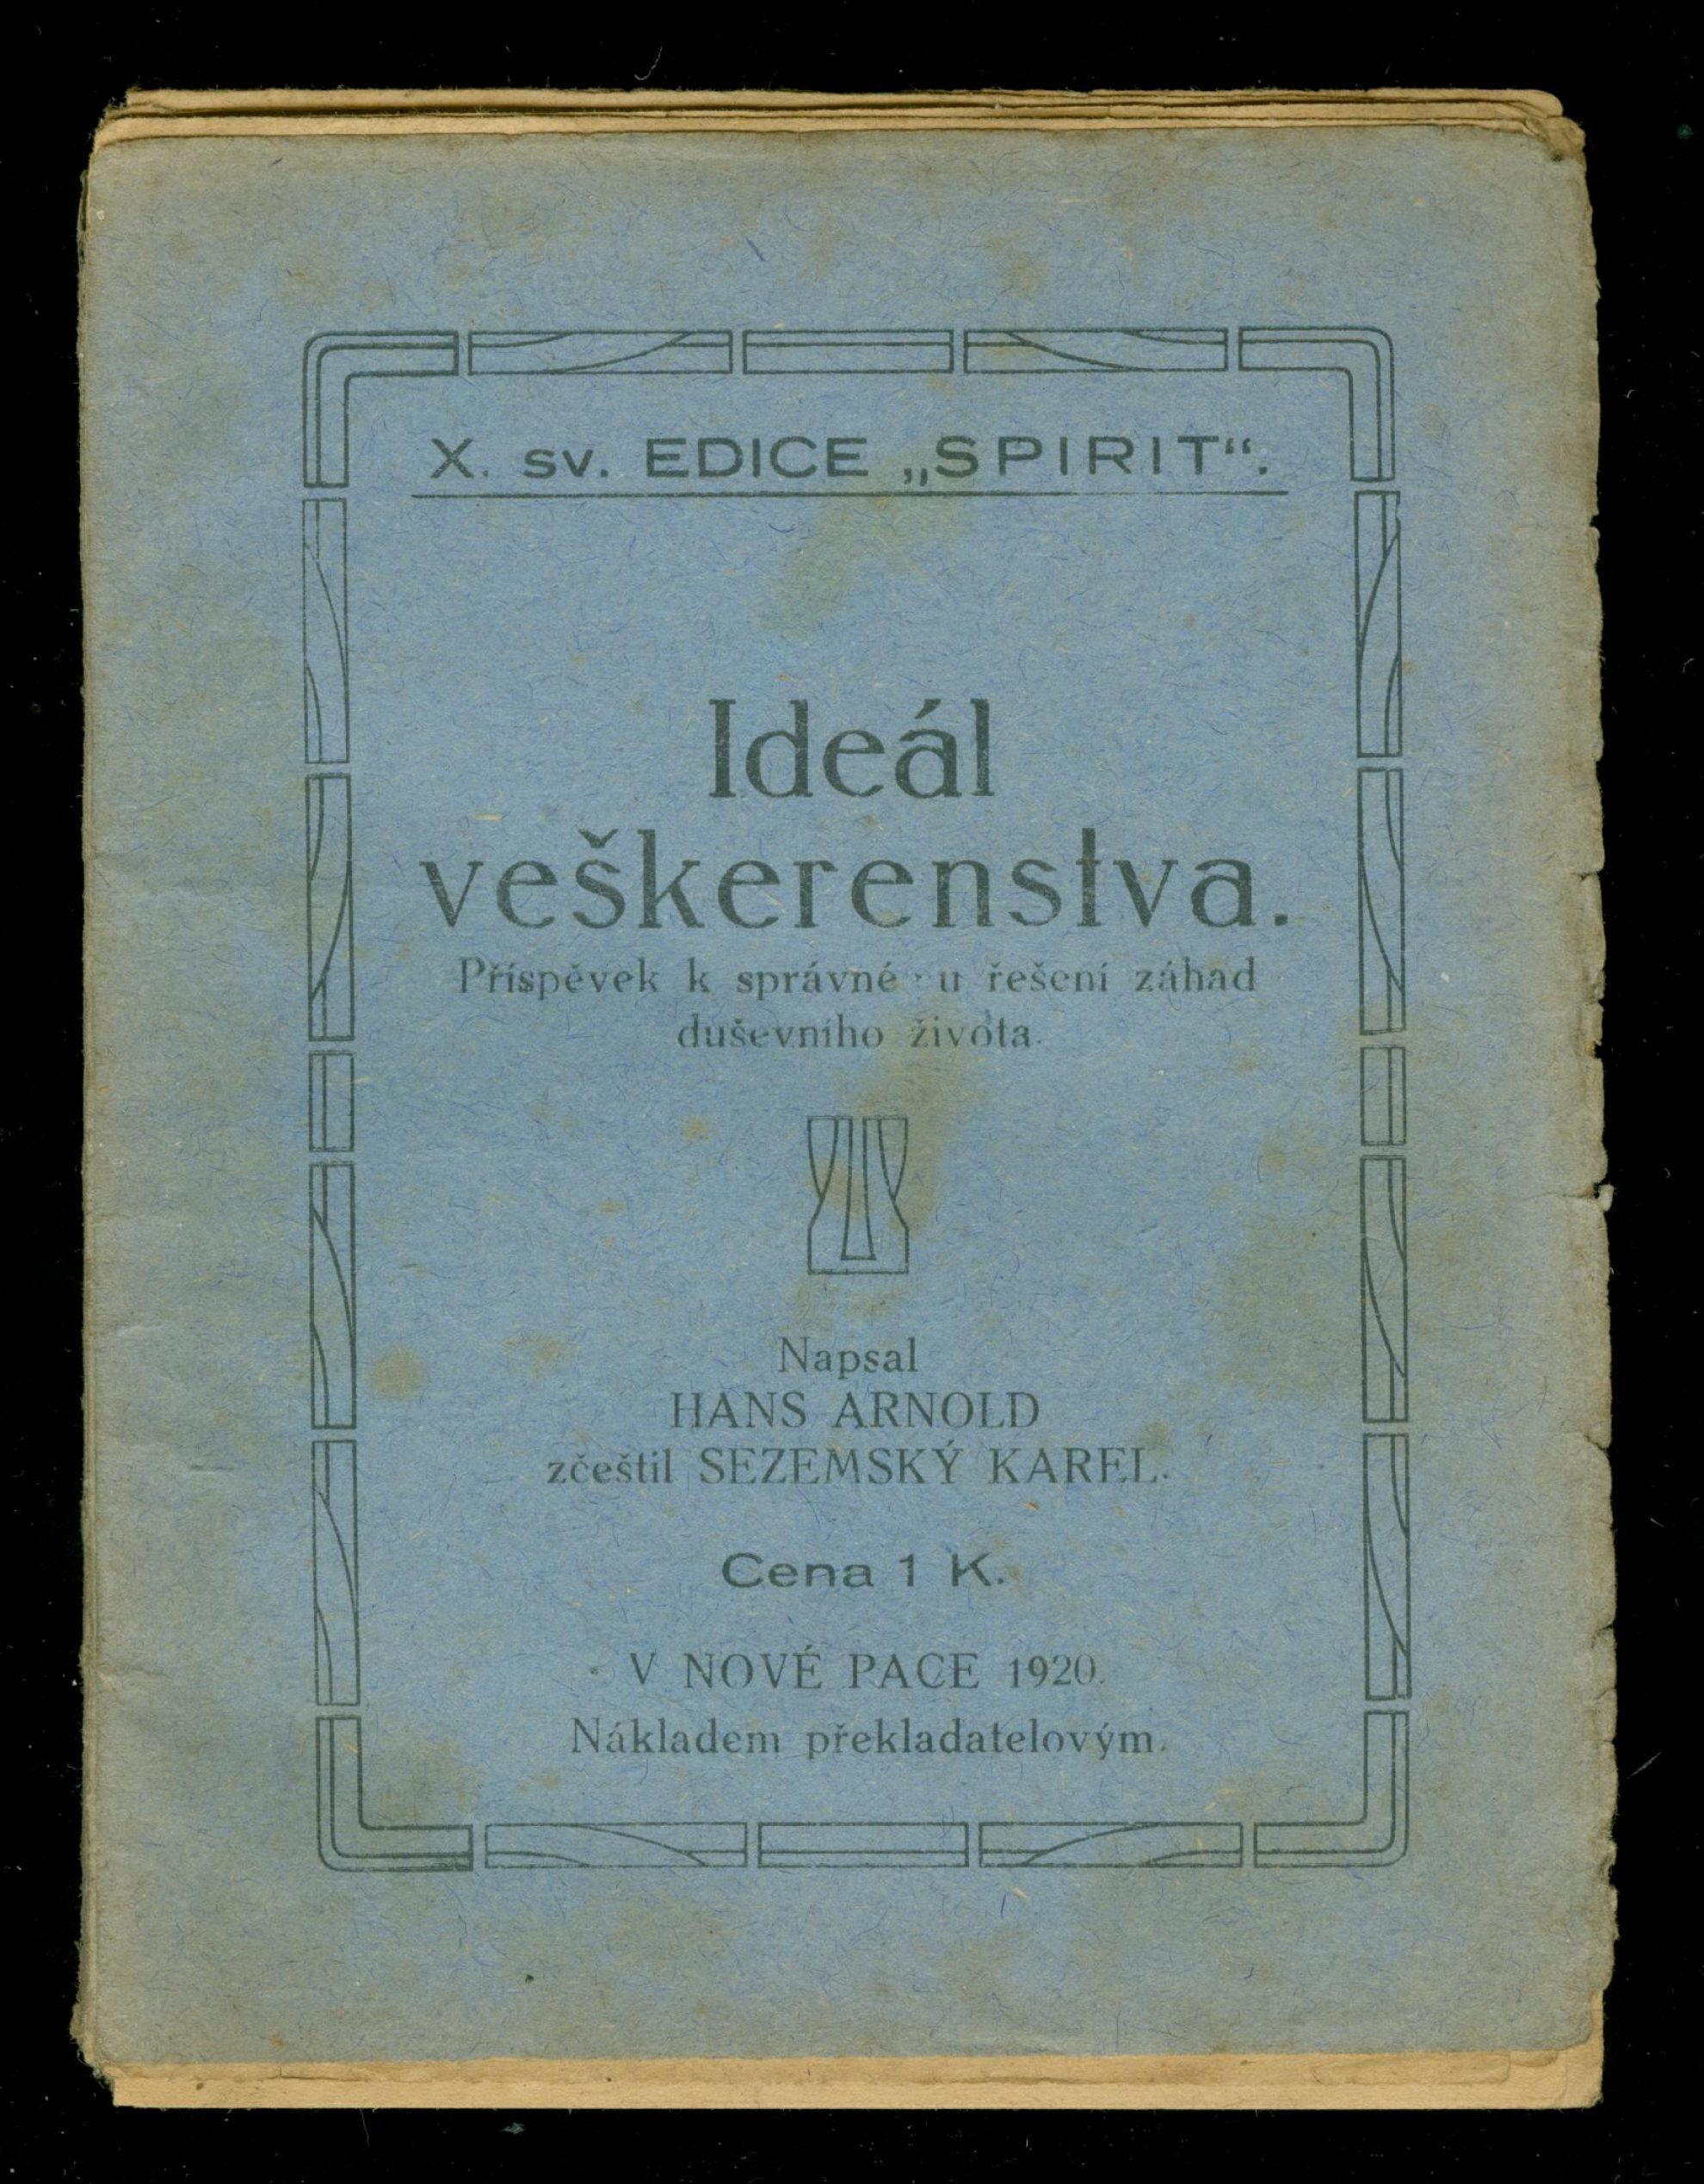 X. sv. EDICE „SPIRIT“.
Ideál
veškerenstva.
Příspěvek k správné u řešení záhad
duševního života.
Napsal
HANS ARNOLD
zčeštil SEZEMSKÝ KAREL.
Cena 1 K.
V NOVÉ PACE 1920.
Nákladem překladatelovým.